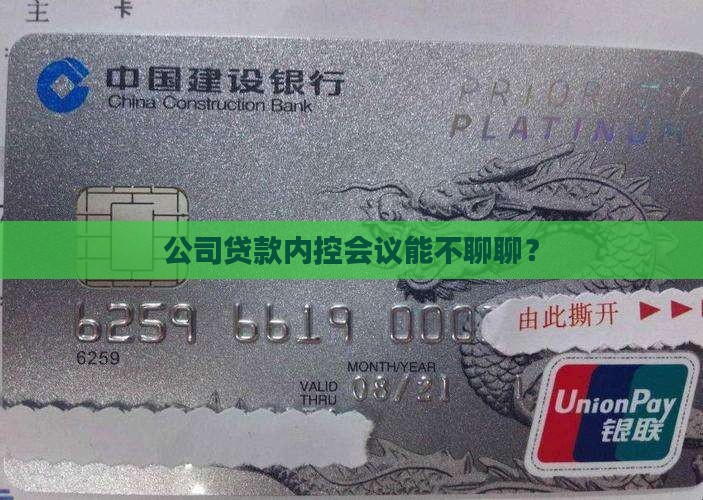 主 卡
中国建设银行
China Construction Bank
PRIORITY
PLATINUM
公司贷款内控会议能不聊聊？
6259 6619 000
由此撕开
6259
MONTH/YEAR
VALID THRU 08/21
UnionPay
银联